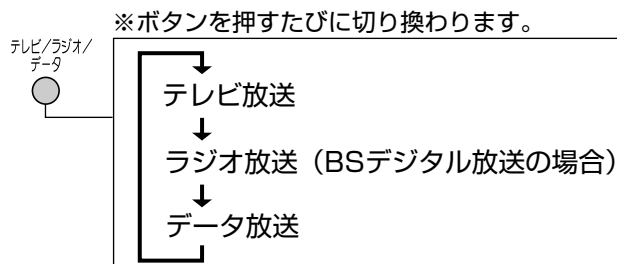 ※ボタンを押すたびに切り換わります。
テレビ/ラジオ/
データ
テレビ放送
ラジオ放送（BSデジタル放送の場合）
データ放送